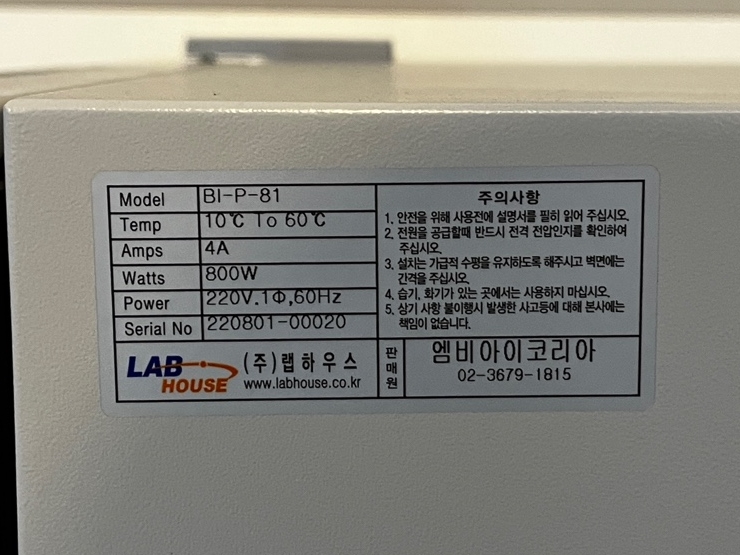 Model BI-P-81
Temp 10℃ To 60℃
Amps 4A
Watts 800W
Power 220V.1Φ,60Hz
Serial No 220801-00020
주의사항
1. 안전을 위해 사용전에 설명서를 필히 읽어 주십시오.
2. 전원을 공급할때 반드시 전격 전압인지를 확인하여
주십시오.
3. 설치는 가급적 수평을 유지하도록 해주시고 벽면에는
간격을 주십시오.
4. 습기, 화기가 있는 곳에서는 사용하지 마십시오.
5. 상기 사항 불이행시 발생한 사고등에 대해 본사에는
책임이 없습니다.
LAB HOUSE
(주)랩하우스
www.labhouse.co.kr
판매원
엠비아이코리아
02-3679-1815